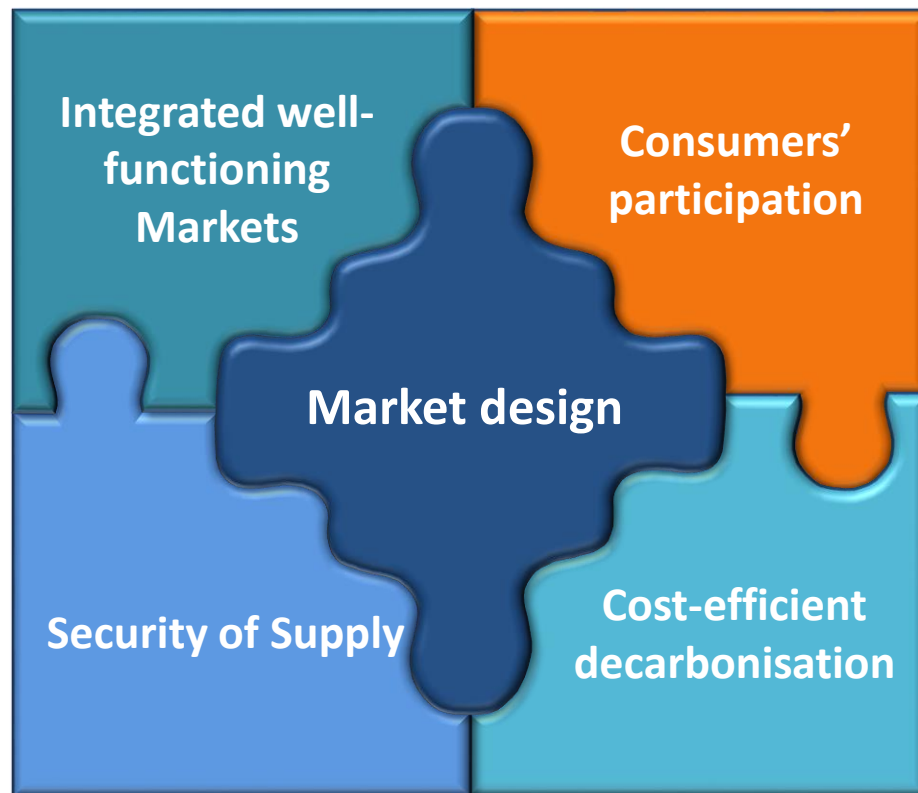 Integrated well-
functioning
Markets
Consumers’
participation
Market design
Security of Supply
Cost-efficient
decarbonisation